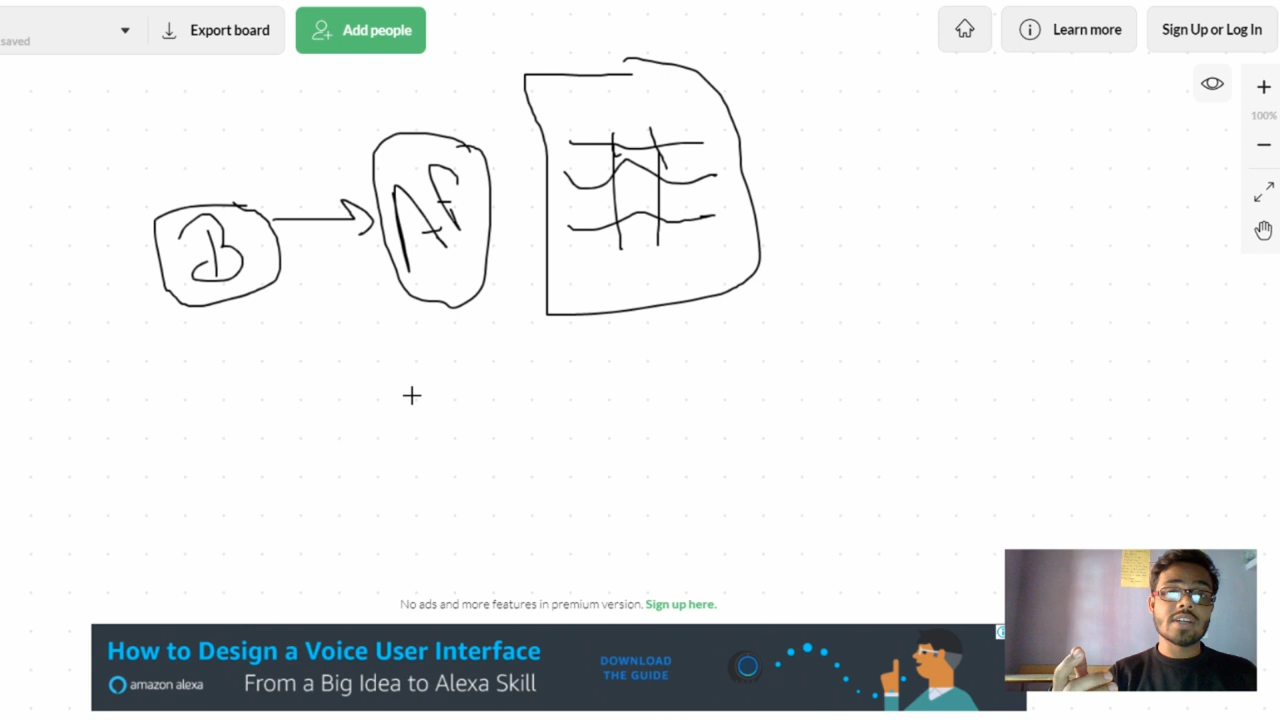 saved
Export board
Add people
Learn more
Sign Up or Log In
100%
B
AF
No ads and more features in premium version. Sign up here.
How to Design a Voice User Interface
amazon alexa
From a Big Idea to Alexa Skill
DOWNLOAD
THE GUIDE